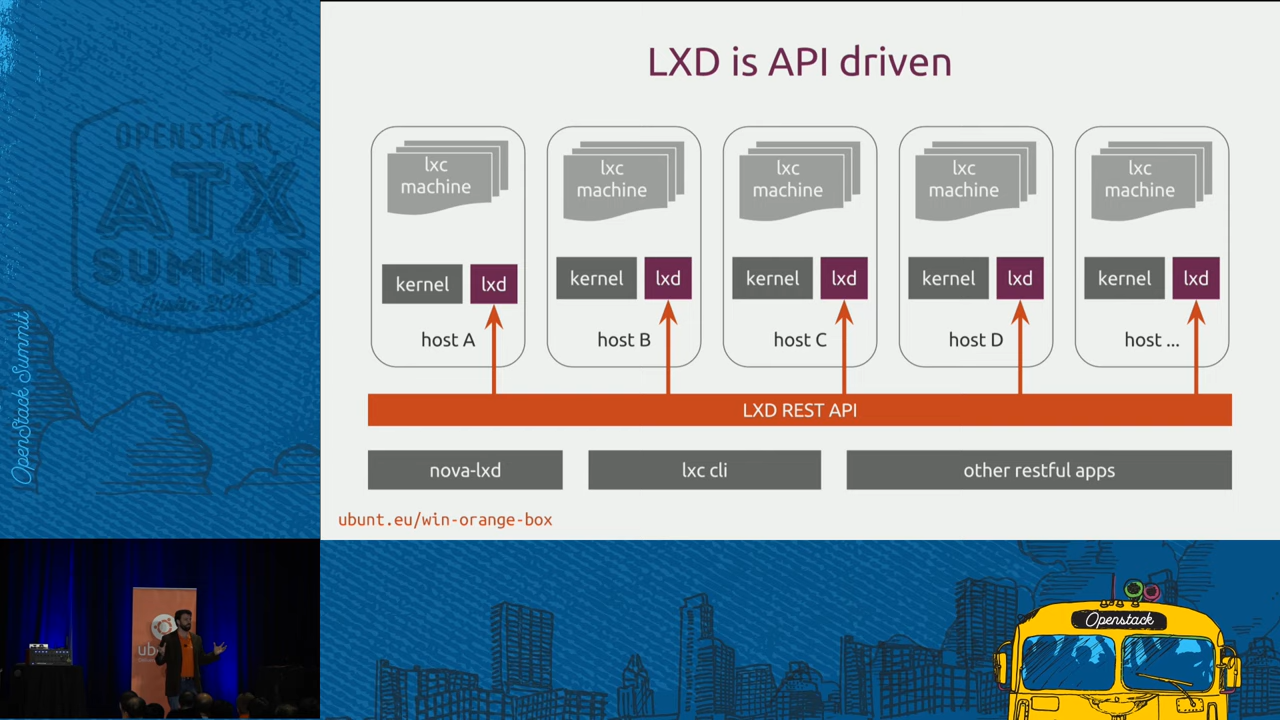 LXD is API driven
lxc
machine
lxc
machine
lxc
machine
lxc
machine
lxc
machine
kernel
lxd
kernel
lxd
kernel
lxd
kernel
lxd
kernel
lxd
host A
host B
host C
host D
host ...
LXD REST API
nova-lxd
lxc cli
other restful apps
ubunt.eu/win-orange-box
OPENSTACK
ATX
SUMMIT
OpenStack Summit
Openstack